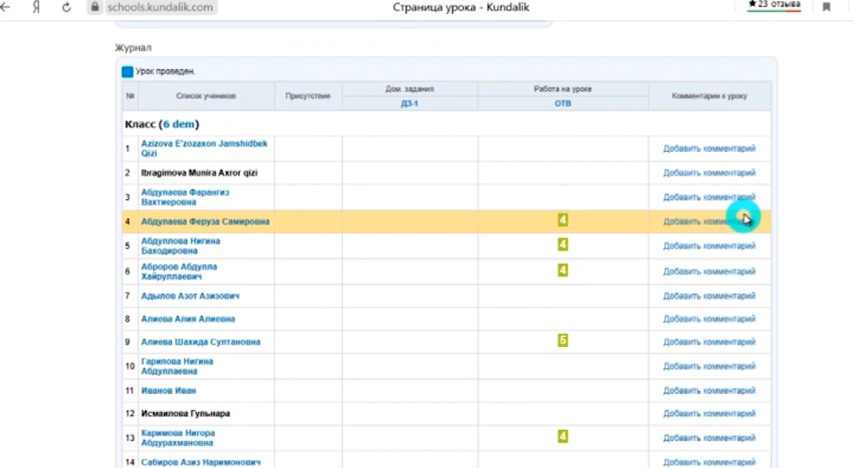 schools.kundalik.com
Страница урока - Kundalik
★ 23 отзыва
Журнал
Урок проведен.
№ Список учеников Присутствие Дом. задания Работа на уроке Комментарии к уроку
ДЗ-1 ОТВ
Класс (6 dem)
1 Azizova E'zozaxon Jamshidbek Qizi Добавить комментарий
2 Ibragimova Munira Axror qizi Добавить комментарий
3 Абдулаева Фарангиз Вахтиеровна Добавить комментарий
4 Абдулаева Феруза Самировна 4 Добавить комментарий
5 Абдуллова Нигина Баходировна 4 Добавить комментарий
6 Аброров Абдулла Хайруллаевич 4 Добавить комментарий
7 Адылов Азот Азизович Добавить комментарий
8 Алиева Алия Алиевна Добавить комментарий
9 Алиева Шахида Султановна 5 Добавить комментарий
10 Гарипова Нигина Абдуллаевна Добавить комментарий
11 Иванов Иван Добавить комментарий
12 Исмаилова Гульнара Добавить комментарий
13 Каримова Нигора Абдурахмановна 4 Добавить комментарий
14 Сабиров Азиз Наримонович Добавить комментарий